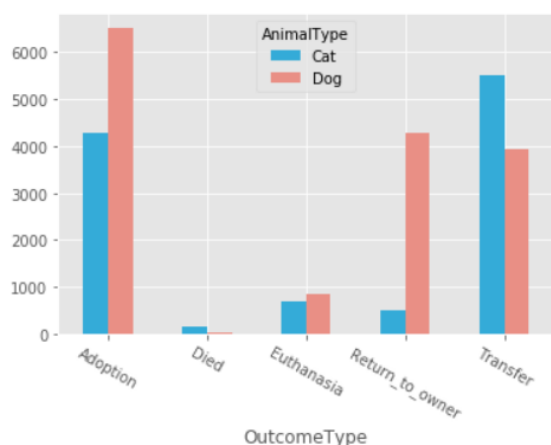 AnimalType
Cat
Dog
6000
5000
4000
3000
2000
1000
0
Adoption
Died
Euthanasia
Return_to_owner
Transfer
OutcomeType